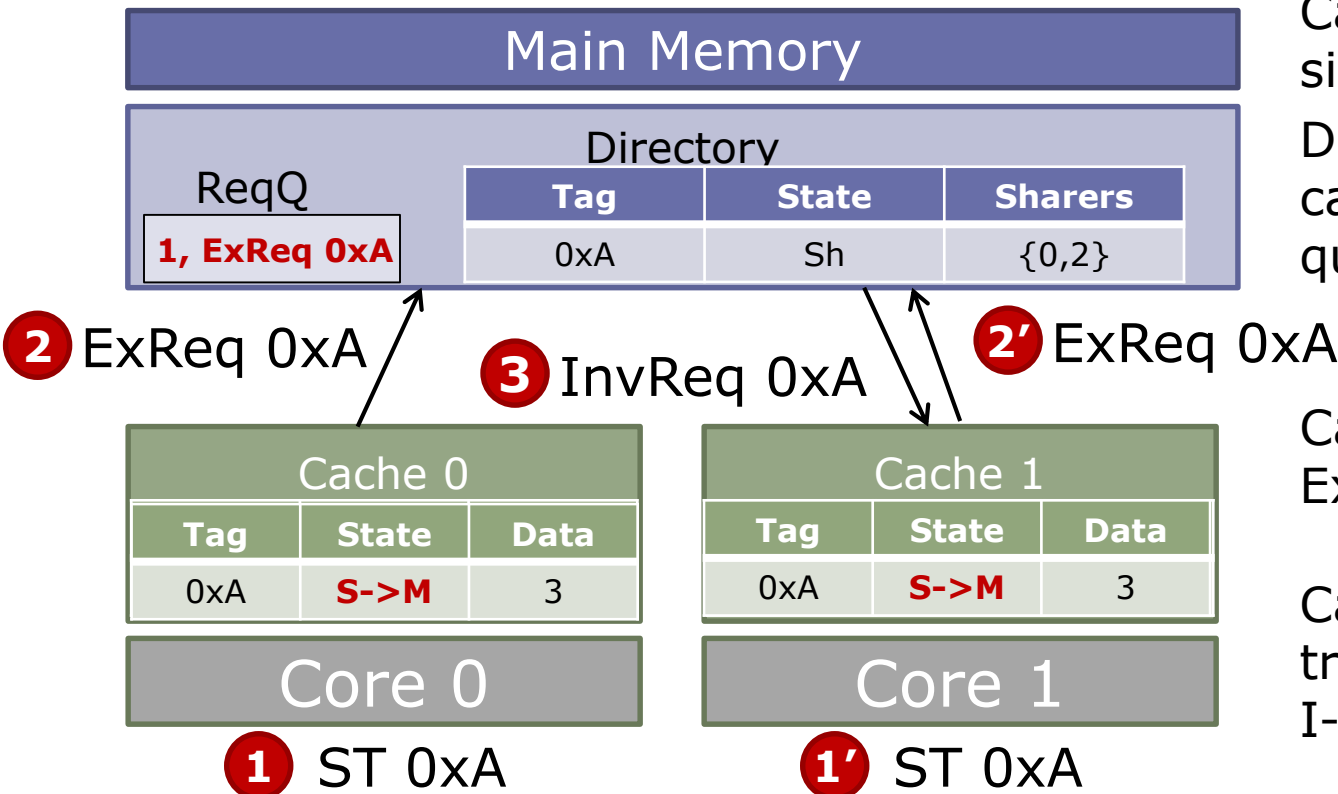 Main Memory
Directory
ReqQ
1, ExReq 0xA
Tag State Sharers
0xA Sh {0,2}
2 ExReq 0xA
3 InvReq 0xA
2’ ExReq 0xA
Cache 0
Tag State Data
0xA S->M 3
Core 0
1 ST 0xA
Cache 1
Tag State Data
0xA S->M 3
Core 1
1’ ST 0xA